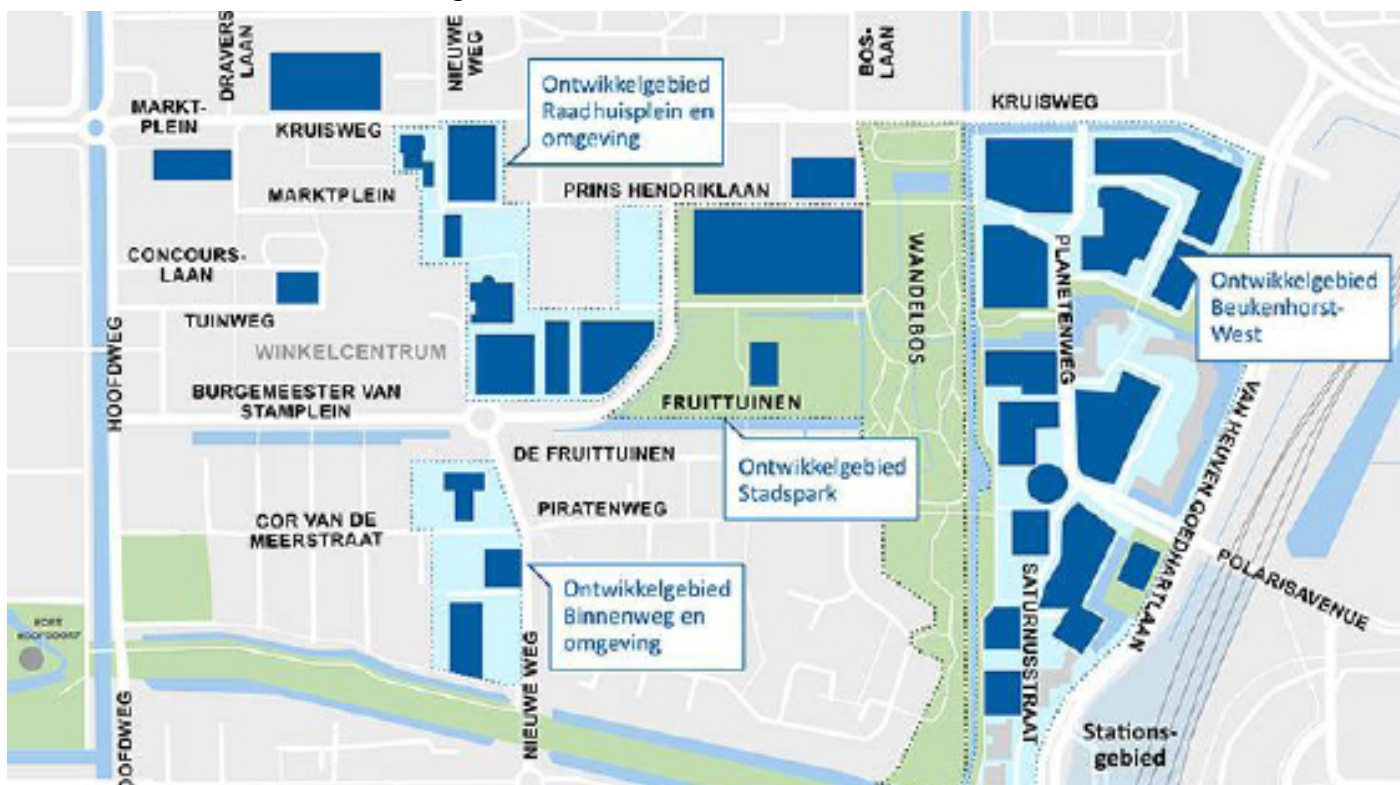 DRAVERS
LAAN
NIEUWE
WEG
BOS-
LAAN
Ontwikkelgebied
Raadhuisplein en
omgeving
MARKT-
PLEIN
KRUISWEG
KRUISWEG
MARKTPLEIN
PRINS HENDRIKLAAN
CONCOURS-
LAAN
TUINWEG
WINKELCENTRUM
WANDELBOS
PLANETENWEG
Ontwikkelgebied
Beukenhorst-
West
HOOFDWEG
BURGEMEESTER VAN
STAMPLEIN
FRUITTUINEN
VAN HEUVEN GOEDHARTLAAN
DE FRUITTUINEN
Ontwikkelgebied
Stadspark
PIRATENWEG
COR VAN DE
MEERSTRAAT
Ontwikkelgebied
Binnenweg en
omgeving
SATURNUSSTRAAT
POLARISAVENUE
HOOFDWEG
OOFDWEG
NIEUWE WEG
Stations-
gebied